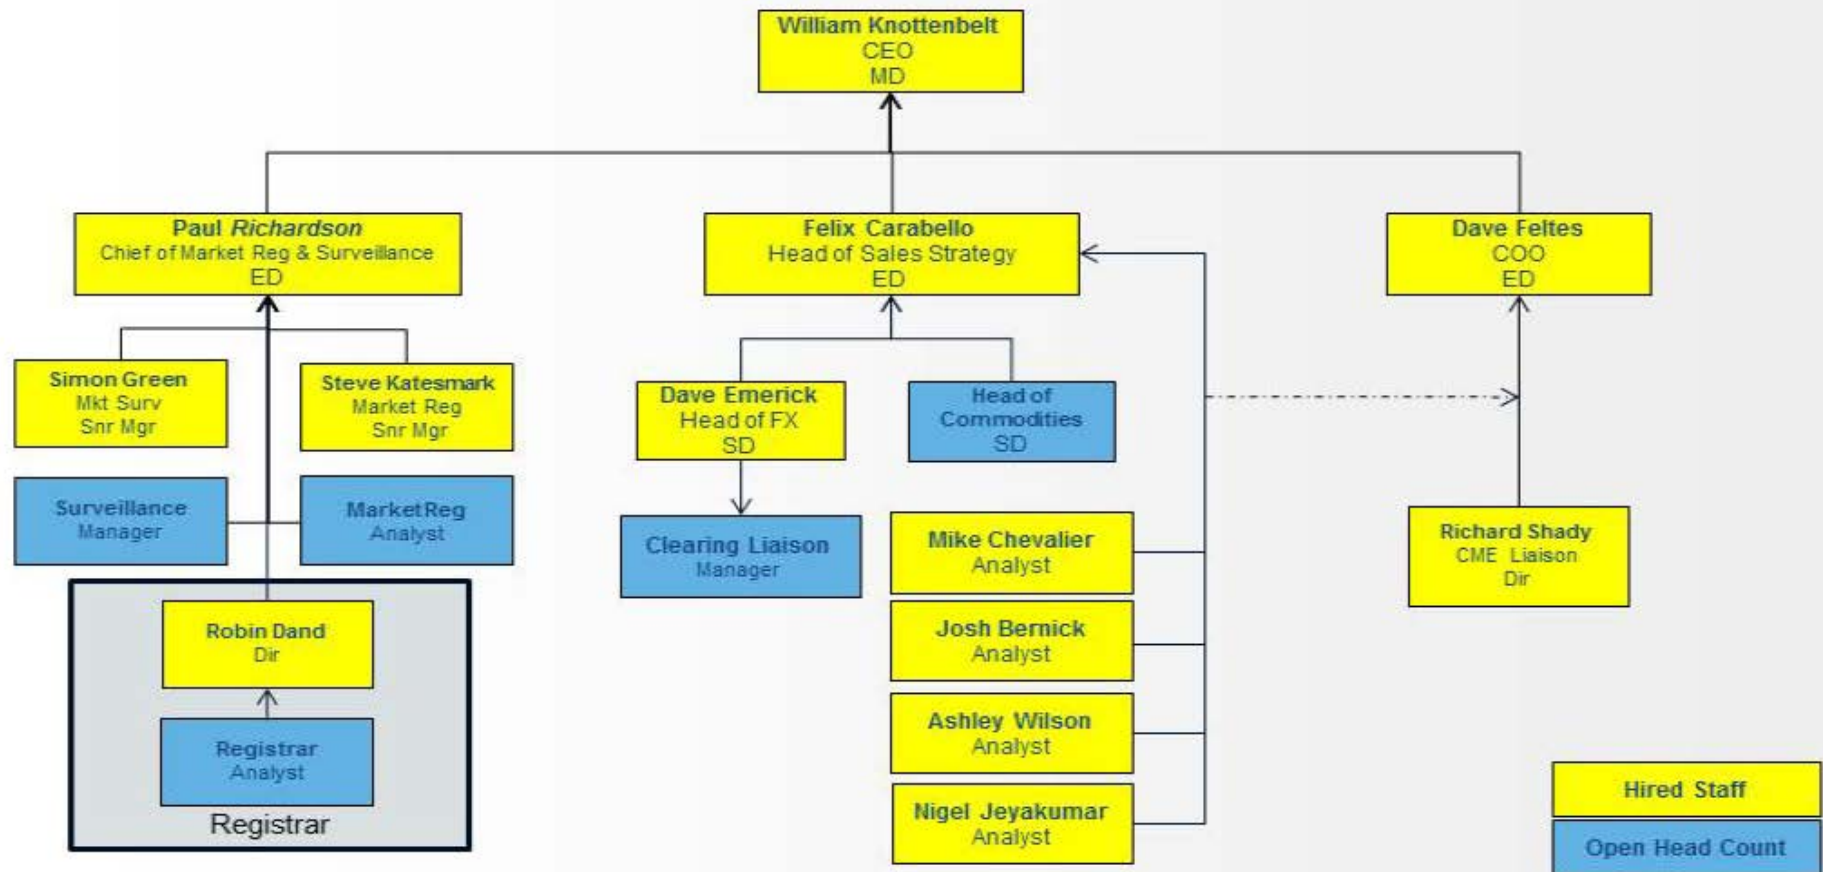 William Knottenbelt
CEO
MD
Paul Richardson
Chief of Market Reg & Surveillance
ED
Felix Carabello
Head of Sales Strategy
ED
Dave Feltes
COO
ED
Simon Green
Mkt Surv
Snr Mgr
Steve Katesmark
Market Reg
Snr Mgr
Dave Emerick
Head of FX
SD
Head of
Commodities
SD
Surveillance
Manager
MarketReg
Analyst
Clearing Liaison
Manager
Mike Chevalier
Analyst
Richard Shady
CME Liaison
Dir
Robin Dand
Dir
Josh Bernick
Analyst
Registrar
Analyst
Registrar
Ashley Wilson
Analyst
Nigel Jeyakumar
Analyst
Hired Staff
Open Head Count